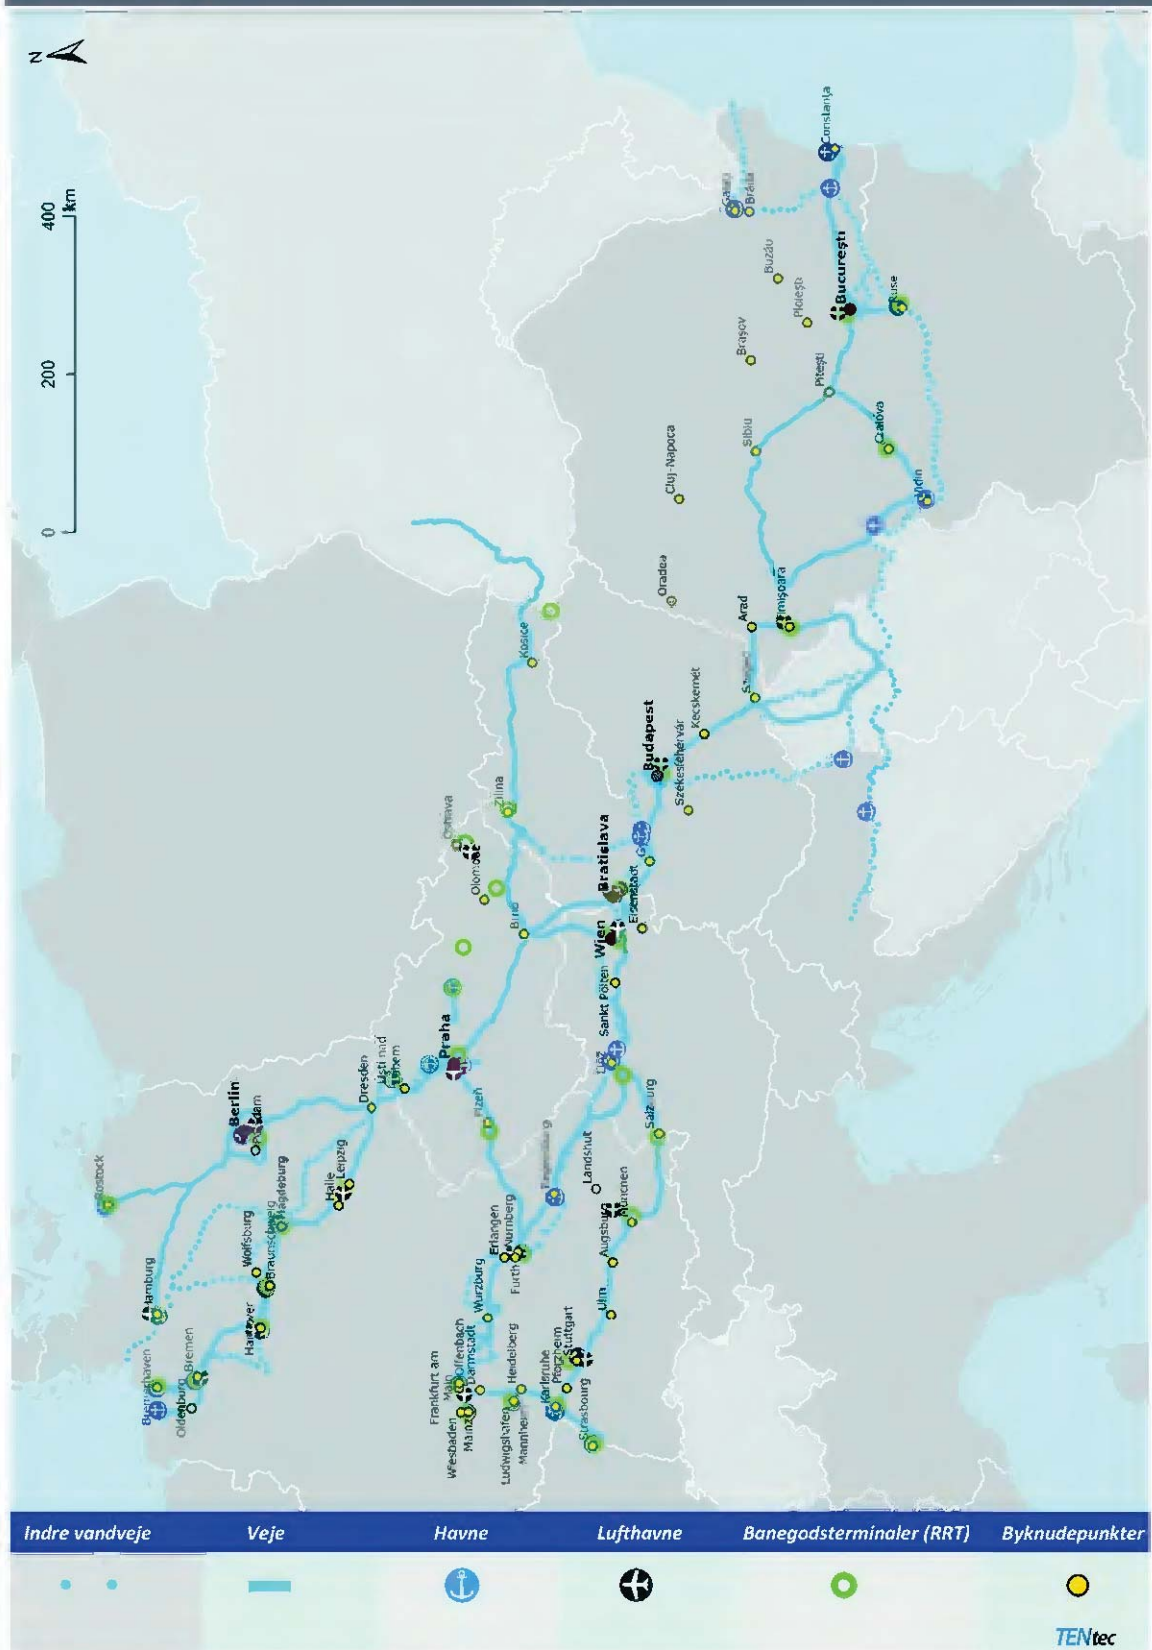 N
0
200
400
km
Rostock
Hamburg
Bremerhaven
Bremen
Oldenburg
Berlin
Wolfsburg
Hannover
Braunschweig
Magdeburg
Halle
Leipzig
Dresden
Ústí nad
Labem
Praha
Plzeň
Ostrava
Olomouc
Brno
Žilina
Košice
Frankfurt am
Main
Offenbach
Darmstadt
Wiesbaden
Mainz
Würzburg
Erlangen
Nürnberg
Fürth
Heidelberg
Ludwigshafen
Mannheim
Karlsruhe
Pforzheim
Stuttgart
Strasbourg
Ulm
Augsburg
München
Landshut
Regensburg
Salzburg
Linz
Sankt Pölten
Wien
Bratislava
Eisenstadt
Budapest
Székesfehérvár
Kecskemét
Arad
Timișoara
Oradea
Cluj-Napoca
Sibiu
Brașov
Pitești
Craiova
Vidin
Ploiești
Buzău
București
Ruse
Galați
Brăila
Constanța
Indre vandveje
Veje
Havne
Lufthavne
Banegodsterminaler (RRT)
Byknudepunkter
TENtec